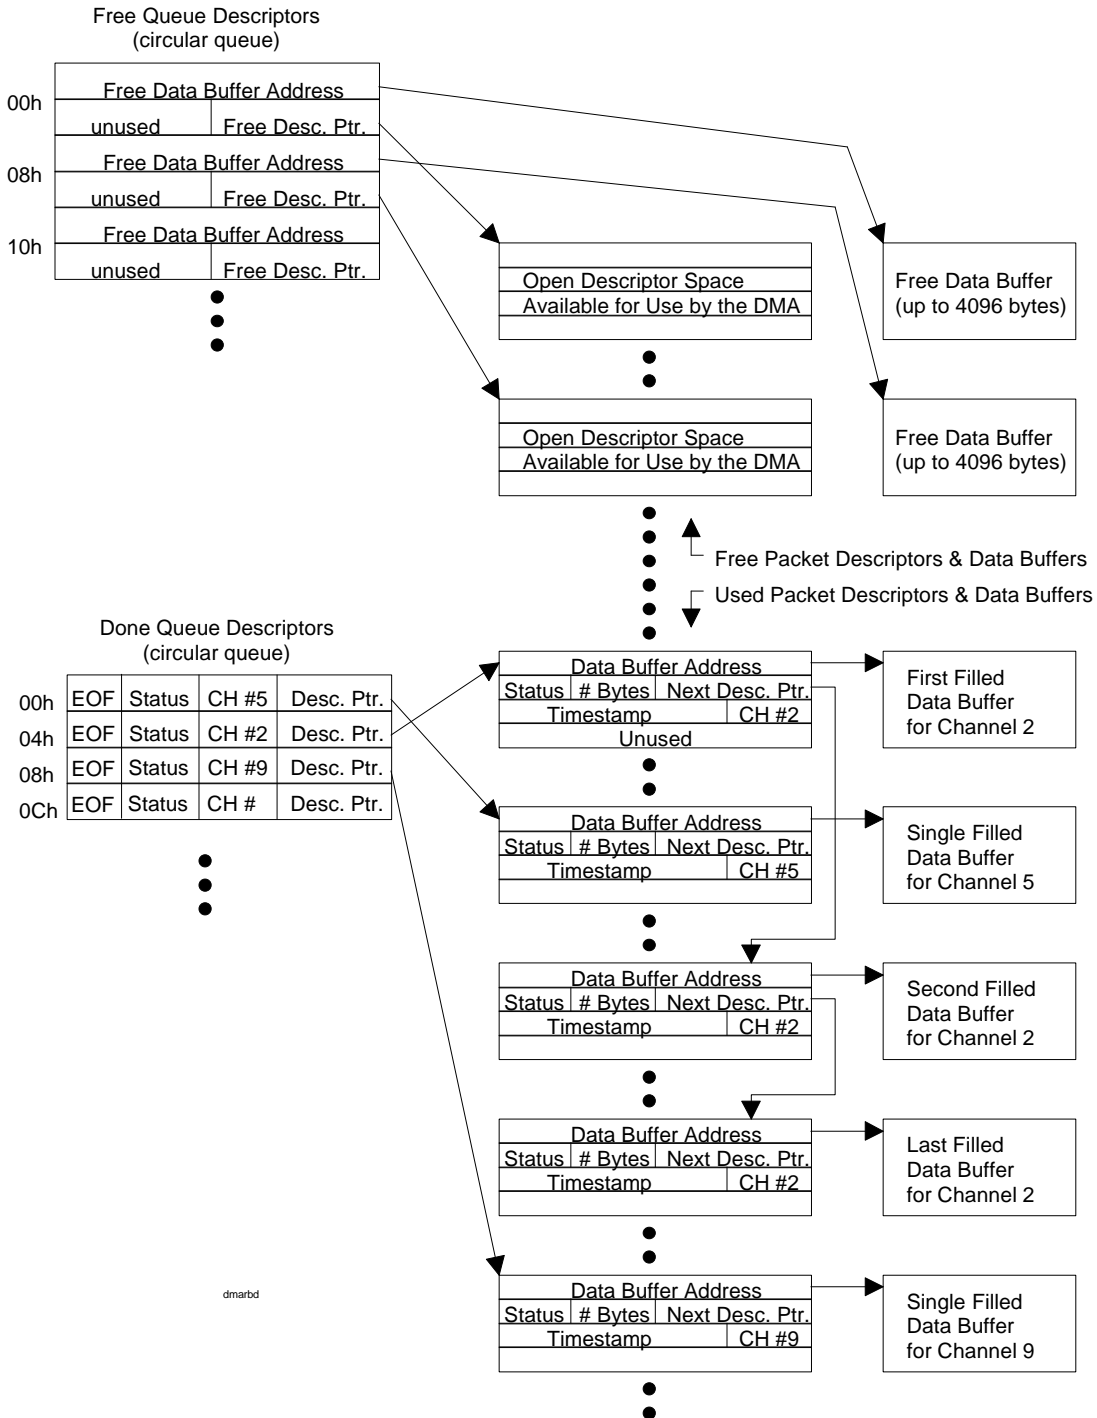 Free Queue Descriptors
(circular queue)
00h
Free Data Buffer Address
unused Free Desc. Ptr.
08h
Free Data Buffer Address
unused Free Desc. Ptr.
10h
Free Data Buffer Address
unused Free Desc. Ptr.
Open Descriptor Space
Available for Use by the DMA
Free Data Buffer
(up to 4096 bytes)
Open Descriptor Space
Available for Use by the DMA
Free Data Buffer
(up to 4096 bytes)
Free Packet Descriptors & Data Buffers
Used Packet Descriptors & Data Buffers
Done Queue Descriptors
(circular queue)
00h EOF Status CH #5 Desc. Ptr.
04h EOF Status CH #2 Desc. Ptr.
08h EOF Status CH #9 Desc. Ptr.
0Ch EOF Status CH # Desc. Ptr.
Data Buffer Address
Status # Bytes Next Desc. Ptr.
Timestamp CH #2
Unused
First Filled
Data Buffer
for Channel 2
Data Buffer Address
Status # Bytes Next Desc. Ptr.
Timestamp CH #5
Single Filled
Data Buffer
for Channel 5
Data Buffer Address
Status # Bytes Next Desc. Ptr.
Timestamp CH #2
Second Filled
Data Buffer
for Channel 2
Data Buffer Address
Status # Bytes Next Desc. Ptr.
Timestamp CH #2
Last Filled
Data Buffer
for Channel 2
Data Buffer Address
Status # Bytes Next Desc. Ptr.
Timestamp CH #9
Single Filled
Data Buffer
for Channel 9
dmarbd